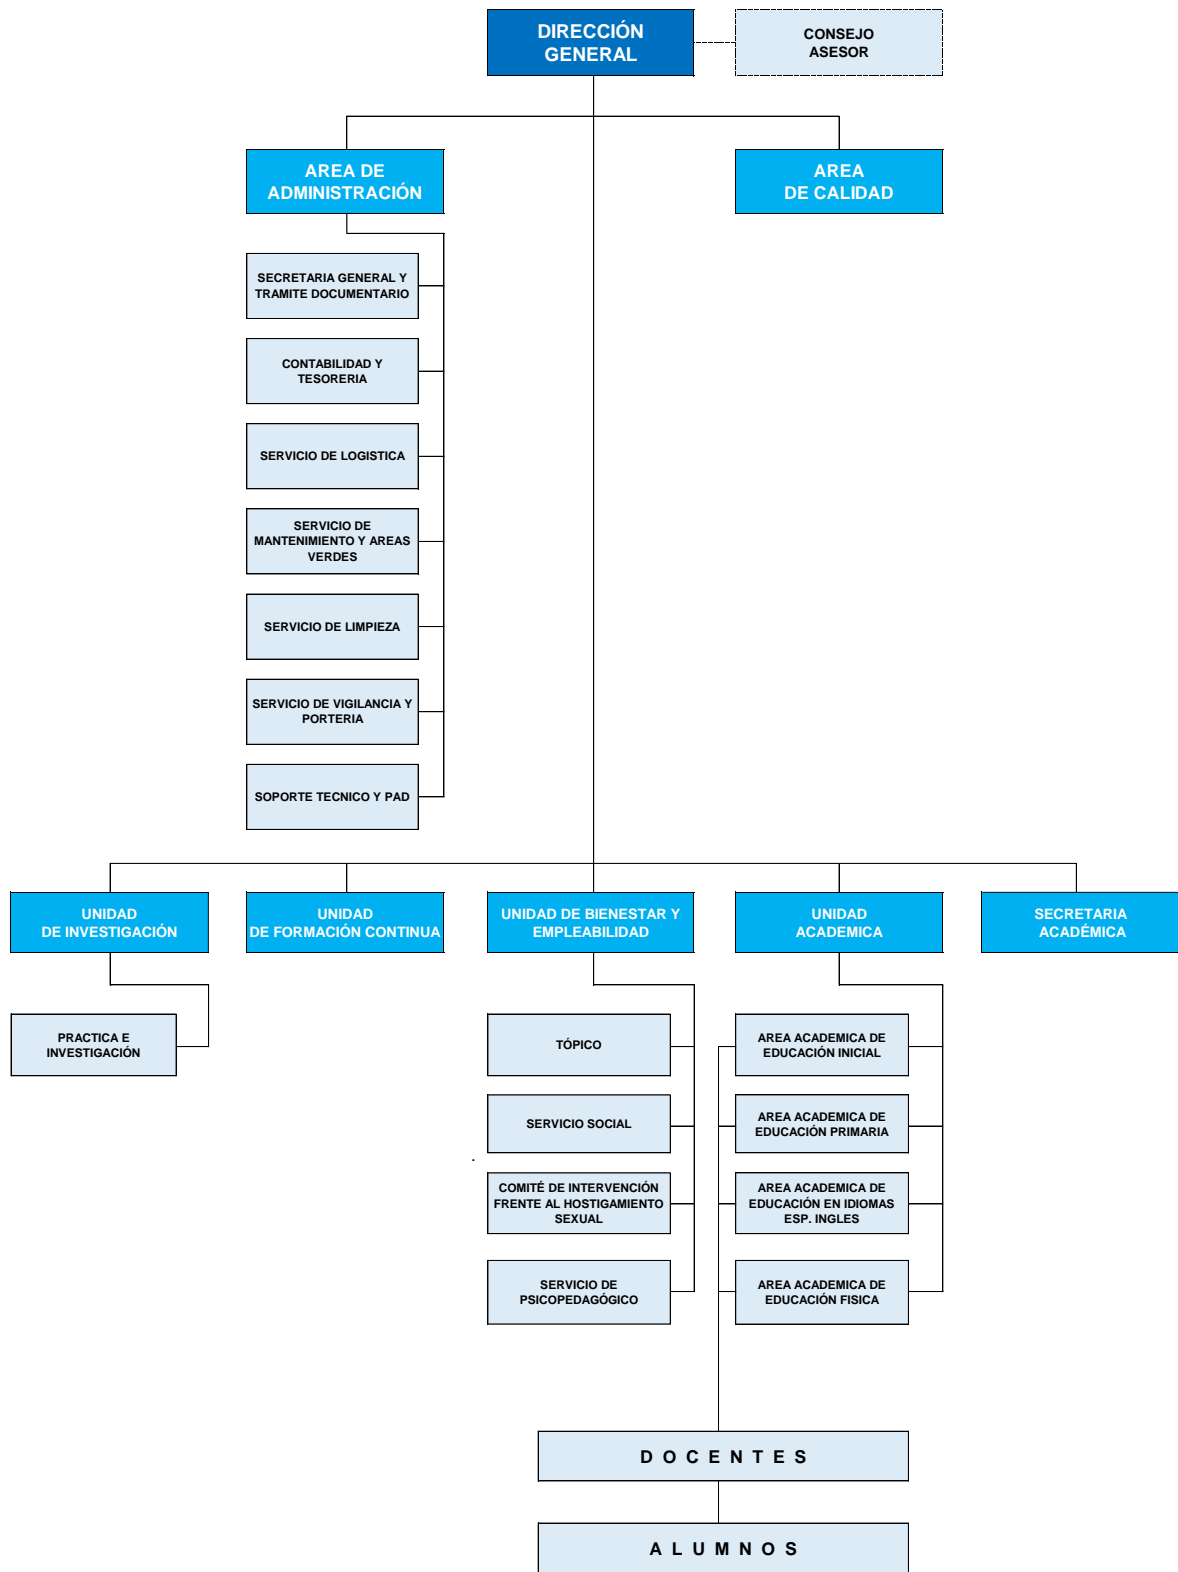 DIRECCIÓN
GENERAL
CONSEJO
ASESOR
AREA DE
ADMINISTRACIÓN
AREA
DE CALIDAD
SECRETARIA GENERAL Y
TRAMITE DOCUMENTARIO
CONTABILIDAD Y
TESORERIA
SERVICIO DE LOGISTICA
SERVICIO DE
MANTENIMIENTO Y AREAS
VERDES
SERVICIO DE LIMPIEZA
SERVICIO DE VIGILANCIA Y
PORTERIA
SOPORTE TECNICO Y PAD
UNIDAD
DE INVESTIGACIÓN
UNIDAD
DE FORMACIÓN CONTINUA
UNIDAD DE BIENESTAR Y
EMPLEABILIDAD
UNIDAD
ACADEMICA
SECRETARIA
ACADÉMICA
PRACTICA E
INVESTIGACIÓN
TÓPICO
SERVICIO SOCIAL
COMITÉ DE INTERVENCIÓN
FRENTE AL HOSTIGAMIENTO
SEXUAL
SERVICIO DE
PSICOPEDAGÓGICO
AREA ACADEMICA DE
EDUCACIÓN INICIAL
AREA ACADEMICA DE
EDUCACIÓN PRIMARIA
AREA ACADEMICA DE
EDUCACIÓN EN IDIOMAS
ESP. INGLES
AREA ACADEMICA DE
EDUCACIÓN FISICA
D O C E N T E S
A L U M N O S